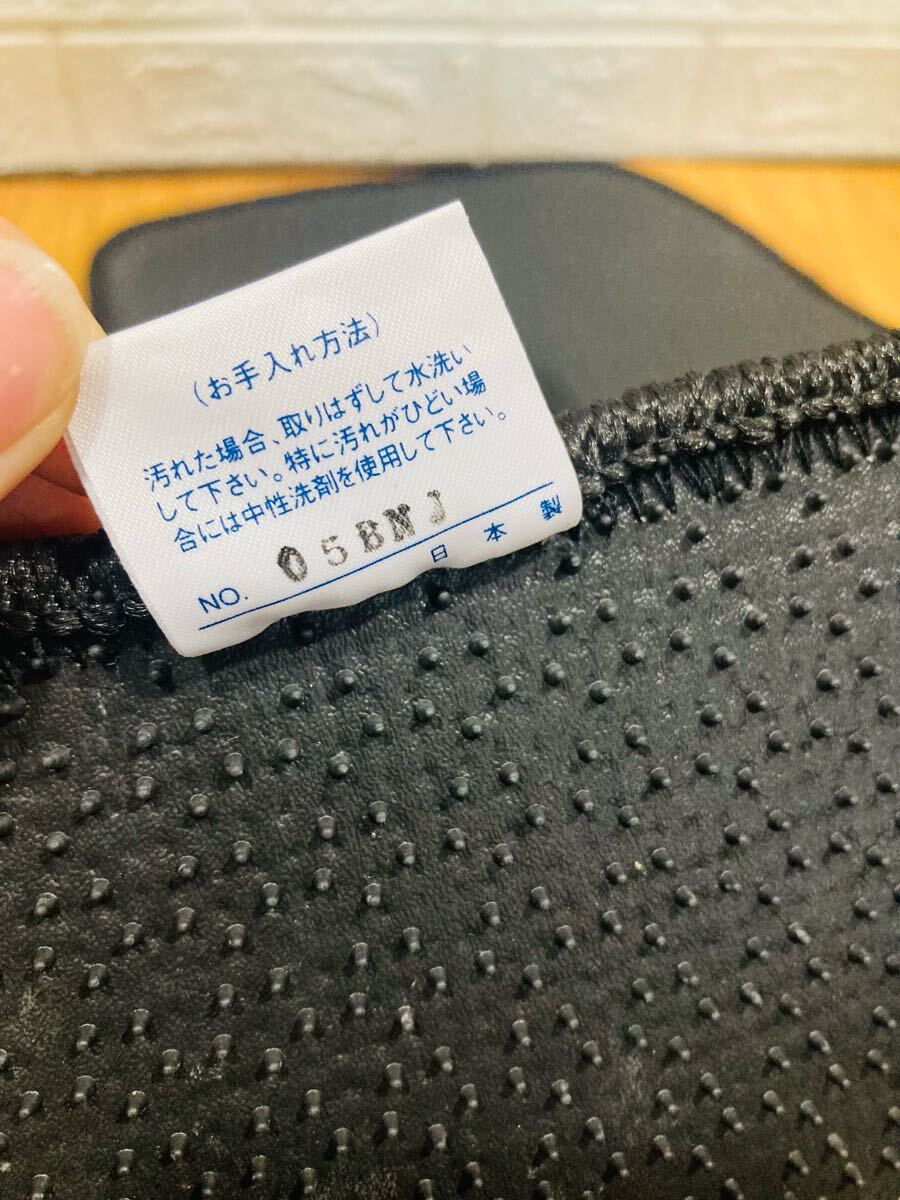 (お手入れ方法)
汚れた場合、取りはずして水洗い
して下さい。特に汚れがひどい場
合には中性洗剤を使用して下さい。
NO. 05BMJ
日本製